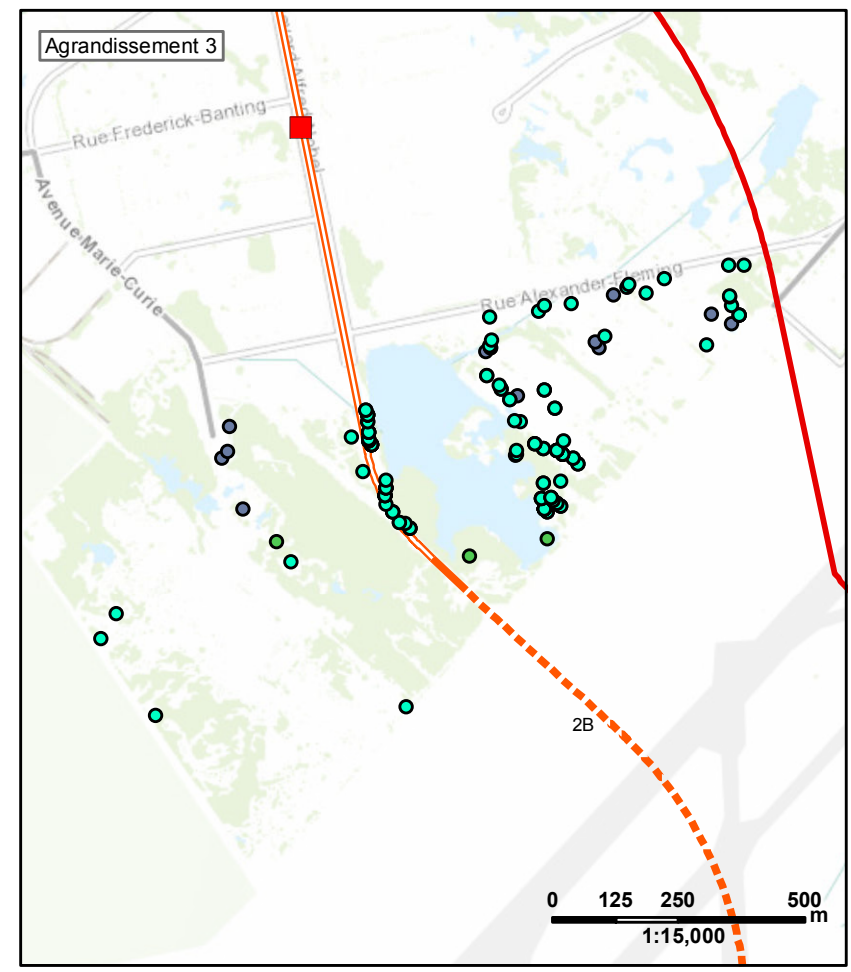 Agrandissement 3
Rue Frederick-Banting
Avenue-Marie-Curie
Rue Alexander-Fleming
2B
0 125 250 500
m
1:15,000